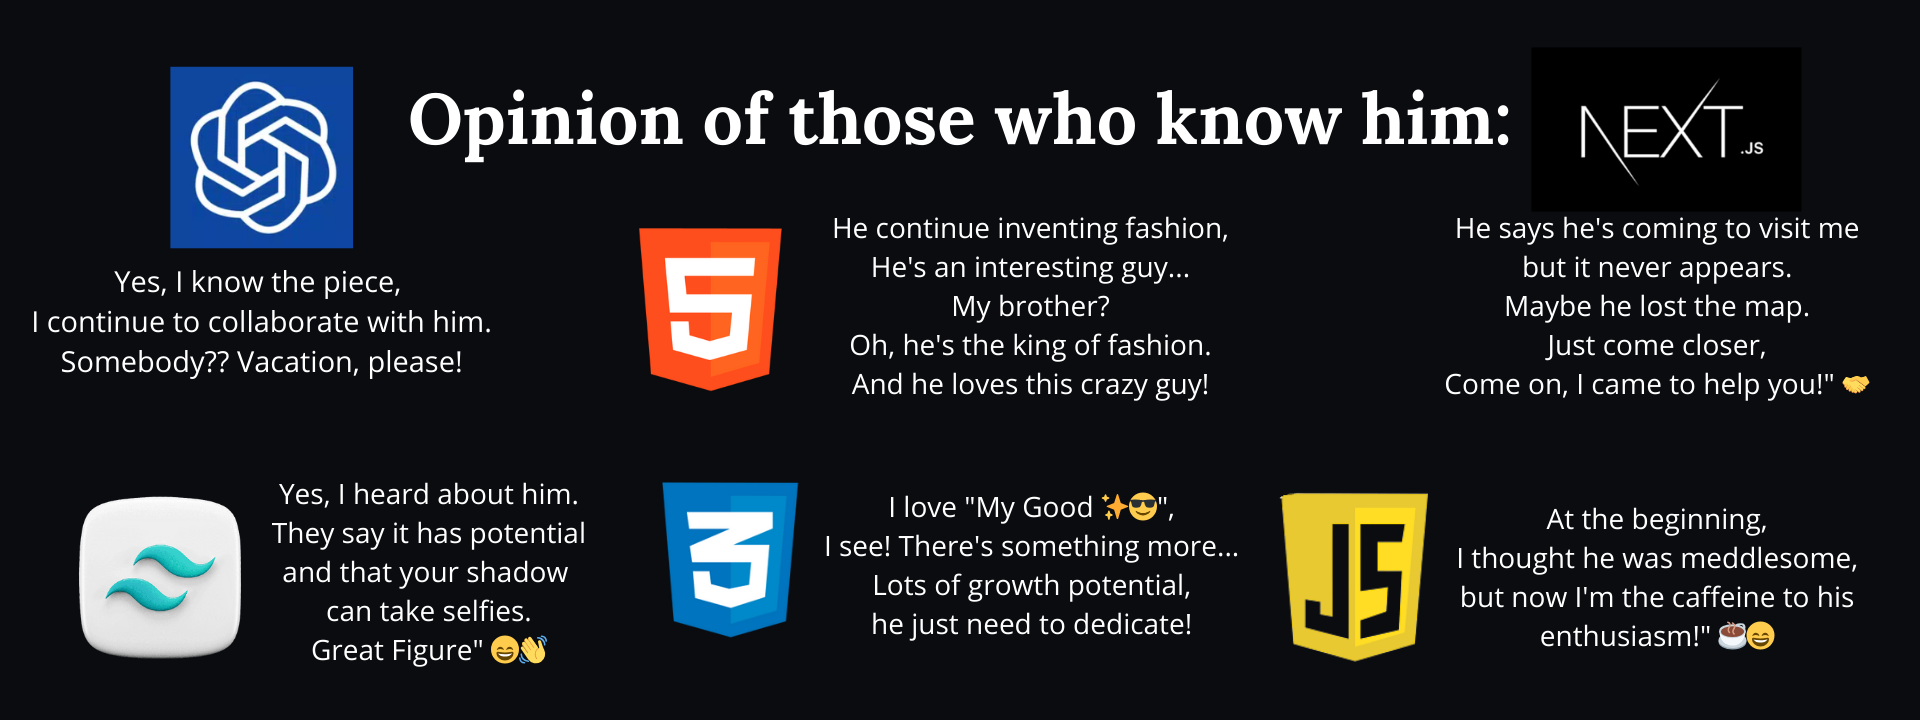 Opinion of those who know him:
NEXT
.JS
Yes, I know the piece,
I continue to collaborate with him.
Somebody?? Vacation, please!
5
He continue inventing fashion,
He's an interesting guy...
My brother?
Oh, he's the king of fashion.
And he loves this crazy guy!
He says he's coming to visit me
but it never appears.
Maybe he lost the map.
Just come closer,
Come on, I came to help you!" 🤝
Yes, I heard about him.
They say it has potential
and that your shadow
can take selfies.
Great Figure" 😄👋
3
I love "My Good ✨😎",
I see! There's something more...
Lots of growth potential,
he just need to dedicate!
JS
At the beginning,
I thought he was meddlesome,
but now I'm the caffeine to his
enthusiasm!" ☕😄